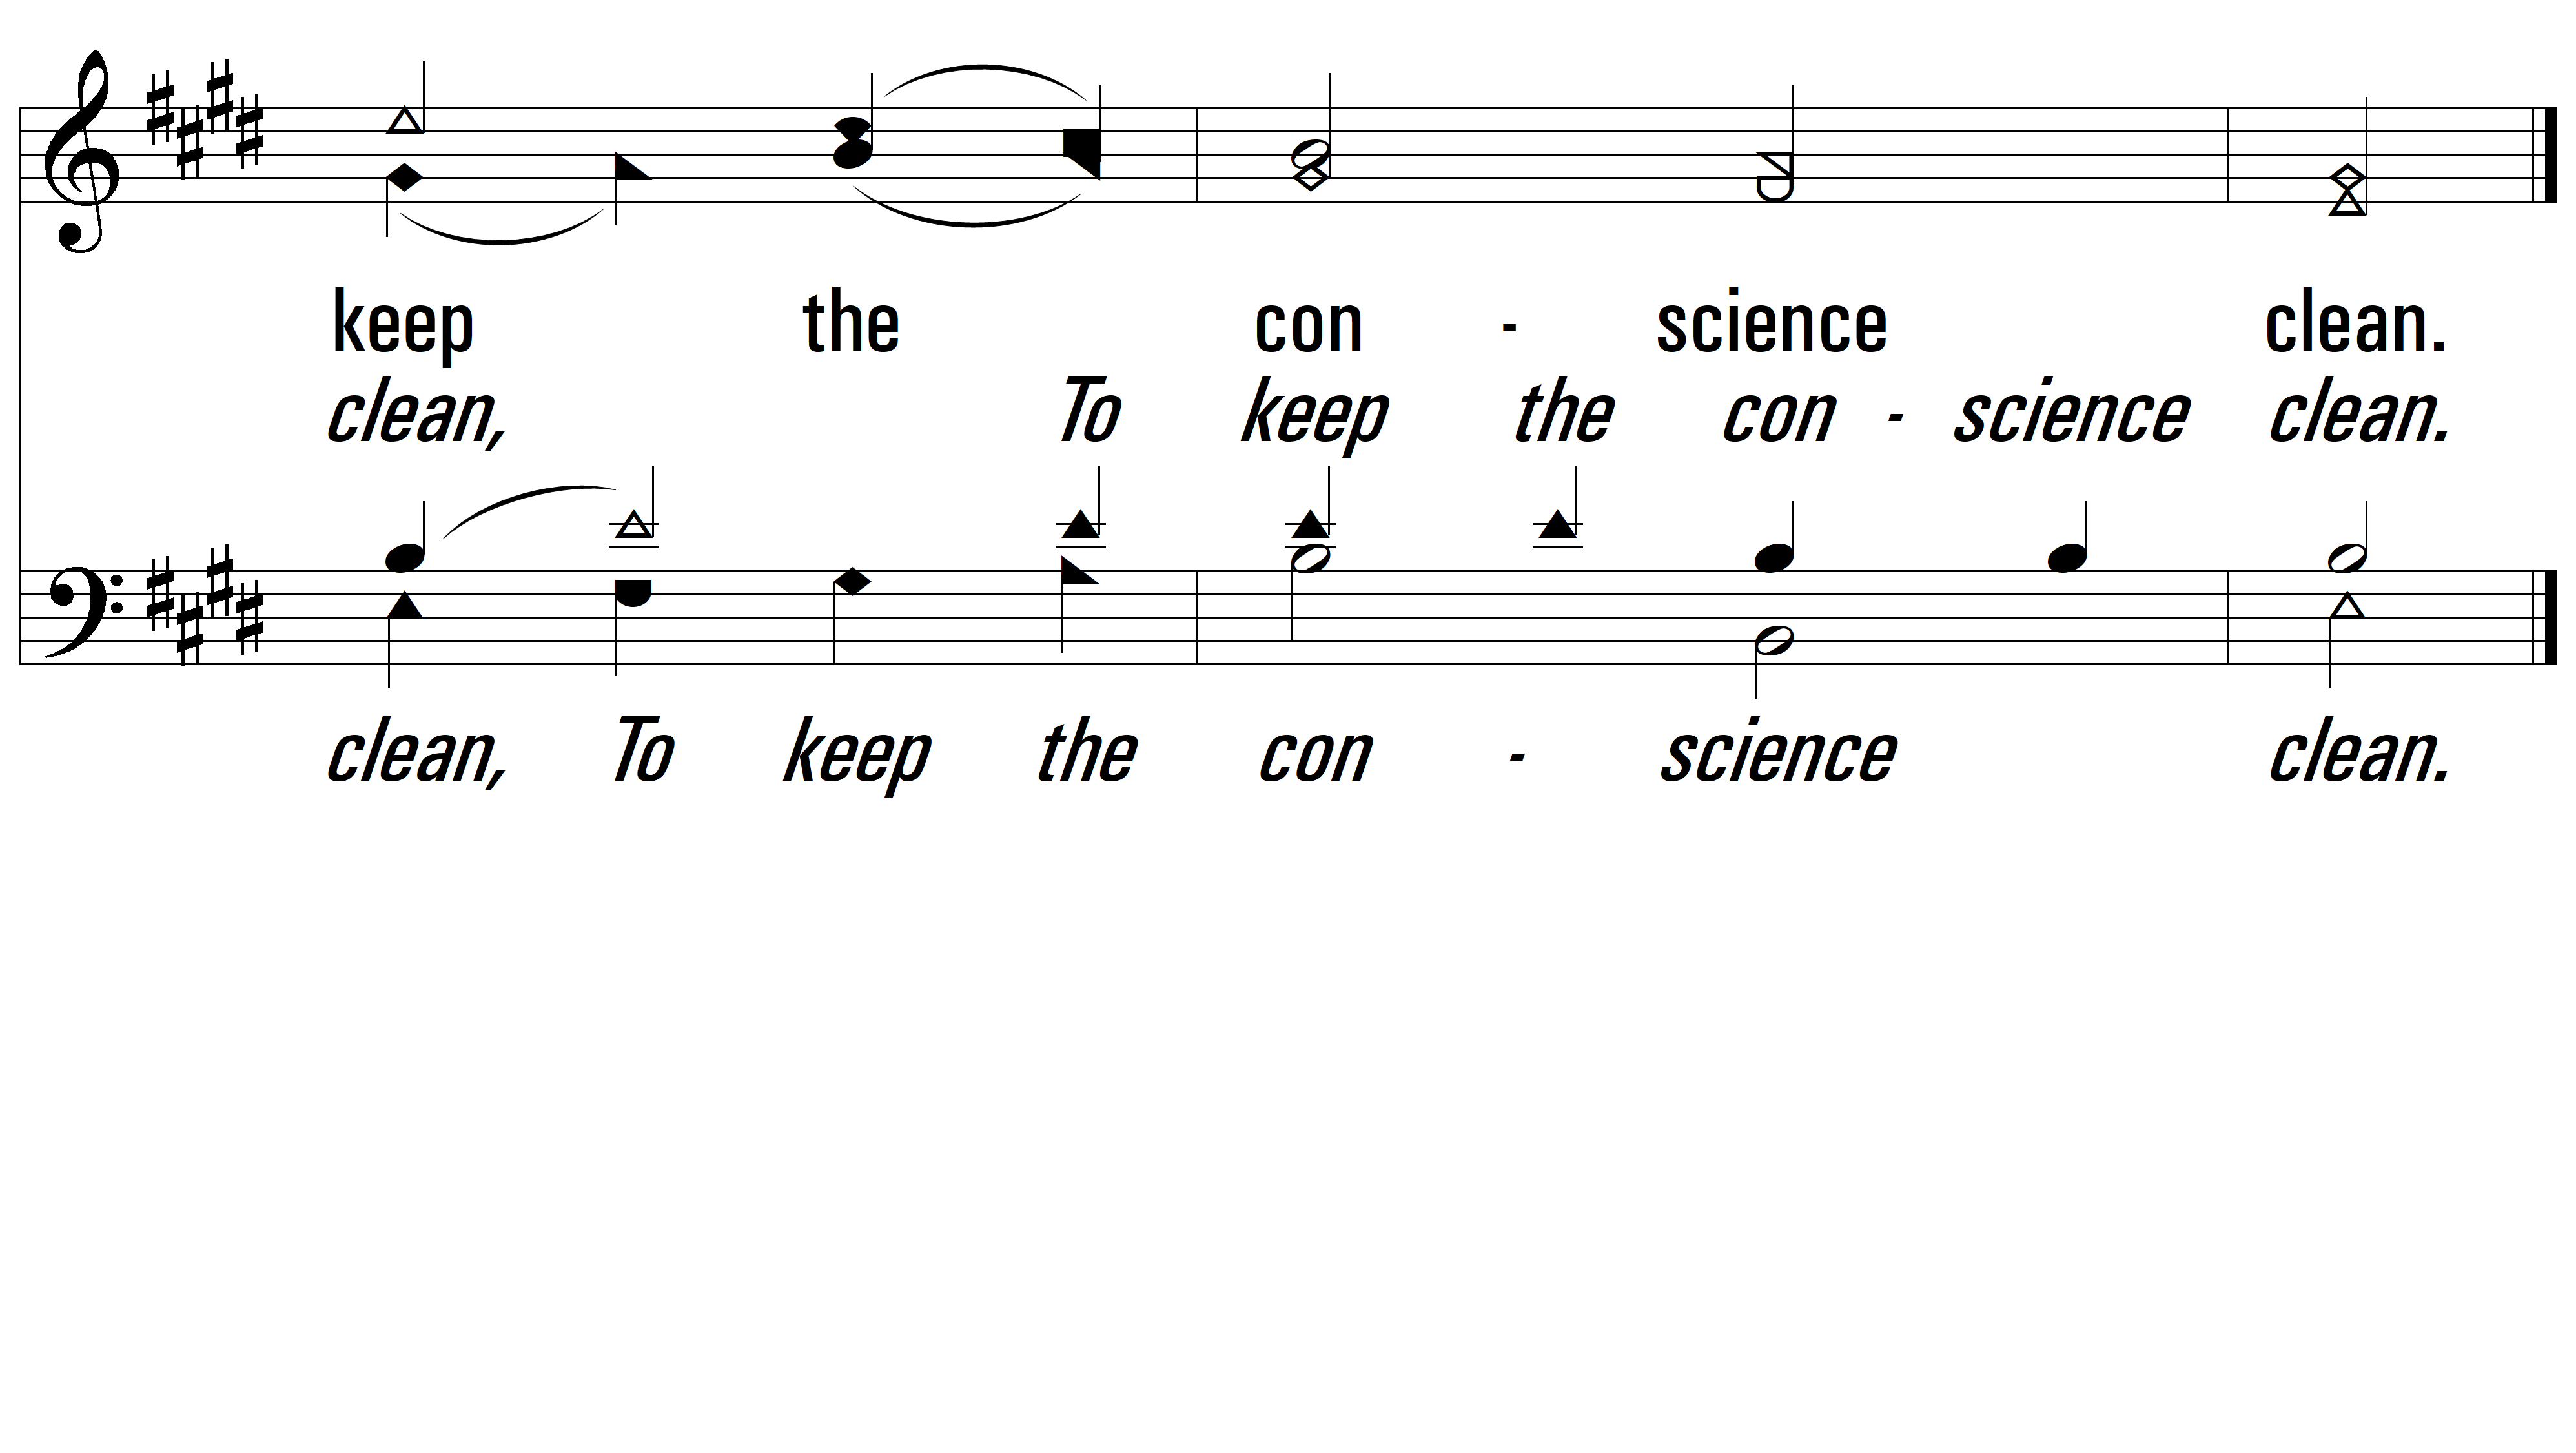 keep the con - science clean.
clean, To keep the con - science clean.
clean, To keep the con - science clean.